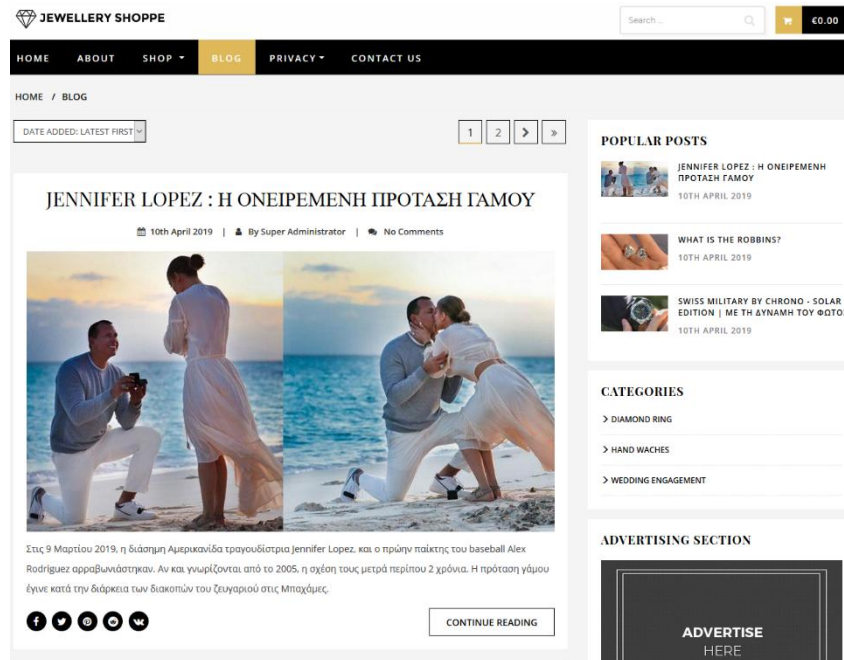 JEWELLERY SHOPPE
Search ..
€0.00
HOME ABOUT SHOP BLOG PRIVACY CONTACT US
HOME / BLOG
DATE ADDED: LATEST FIRST
1 2 > »
JENNIFER LOPEZ : Η ΟΝΕΙΡΕΜΕΝΗ ΠΡΟΤΑΣΗ ΓΑΜΟΥ
10th April 2019 | By Super Administrator | No Comments
Στις 9 Μαρτίου 2019, η διάσημη Αμερικανίδα τραγουδίστρια Jennifer Lopez, και ο πρώην παίκτης του baseball Alex
Rodriguez αρραβωνιάστηκαν. Αν και γνωρίζονται από το 2005, η σχέση τους μετρά περίπου 2 χρόνια. Η πρόταση γάμου
έγινε κατά την διάρκεια των διακοπών του ζευγαριού στις Μπαχάμες.
CONTINUE READING
POPULAR POSTS
JENNIFER LOPEZ : Η ΟΝΕΙΡΕΜΕΝΗ
ΠΡΟΤΑΣΗ ΓΑΜΟΥ
10TH APRIL 2019
WHAT IS THE ROBBINS?
10TH APRIL 2019
SWISS MILITARY BY CHRONO - SOLAR
EDITION | ΜΕ ΤΗ ΔΥΝΑΜΗ ΤΟΥ ΦΩΤΟΣ
10TH APRIL 2019
CATEGORIES
> DIAMOND RING
> HAND WACHES
> WEDDING ENGAGEMENT
ADVERTISING SECTION
ADVERTISE
HERE